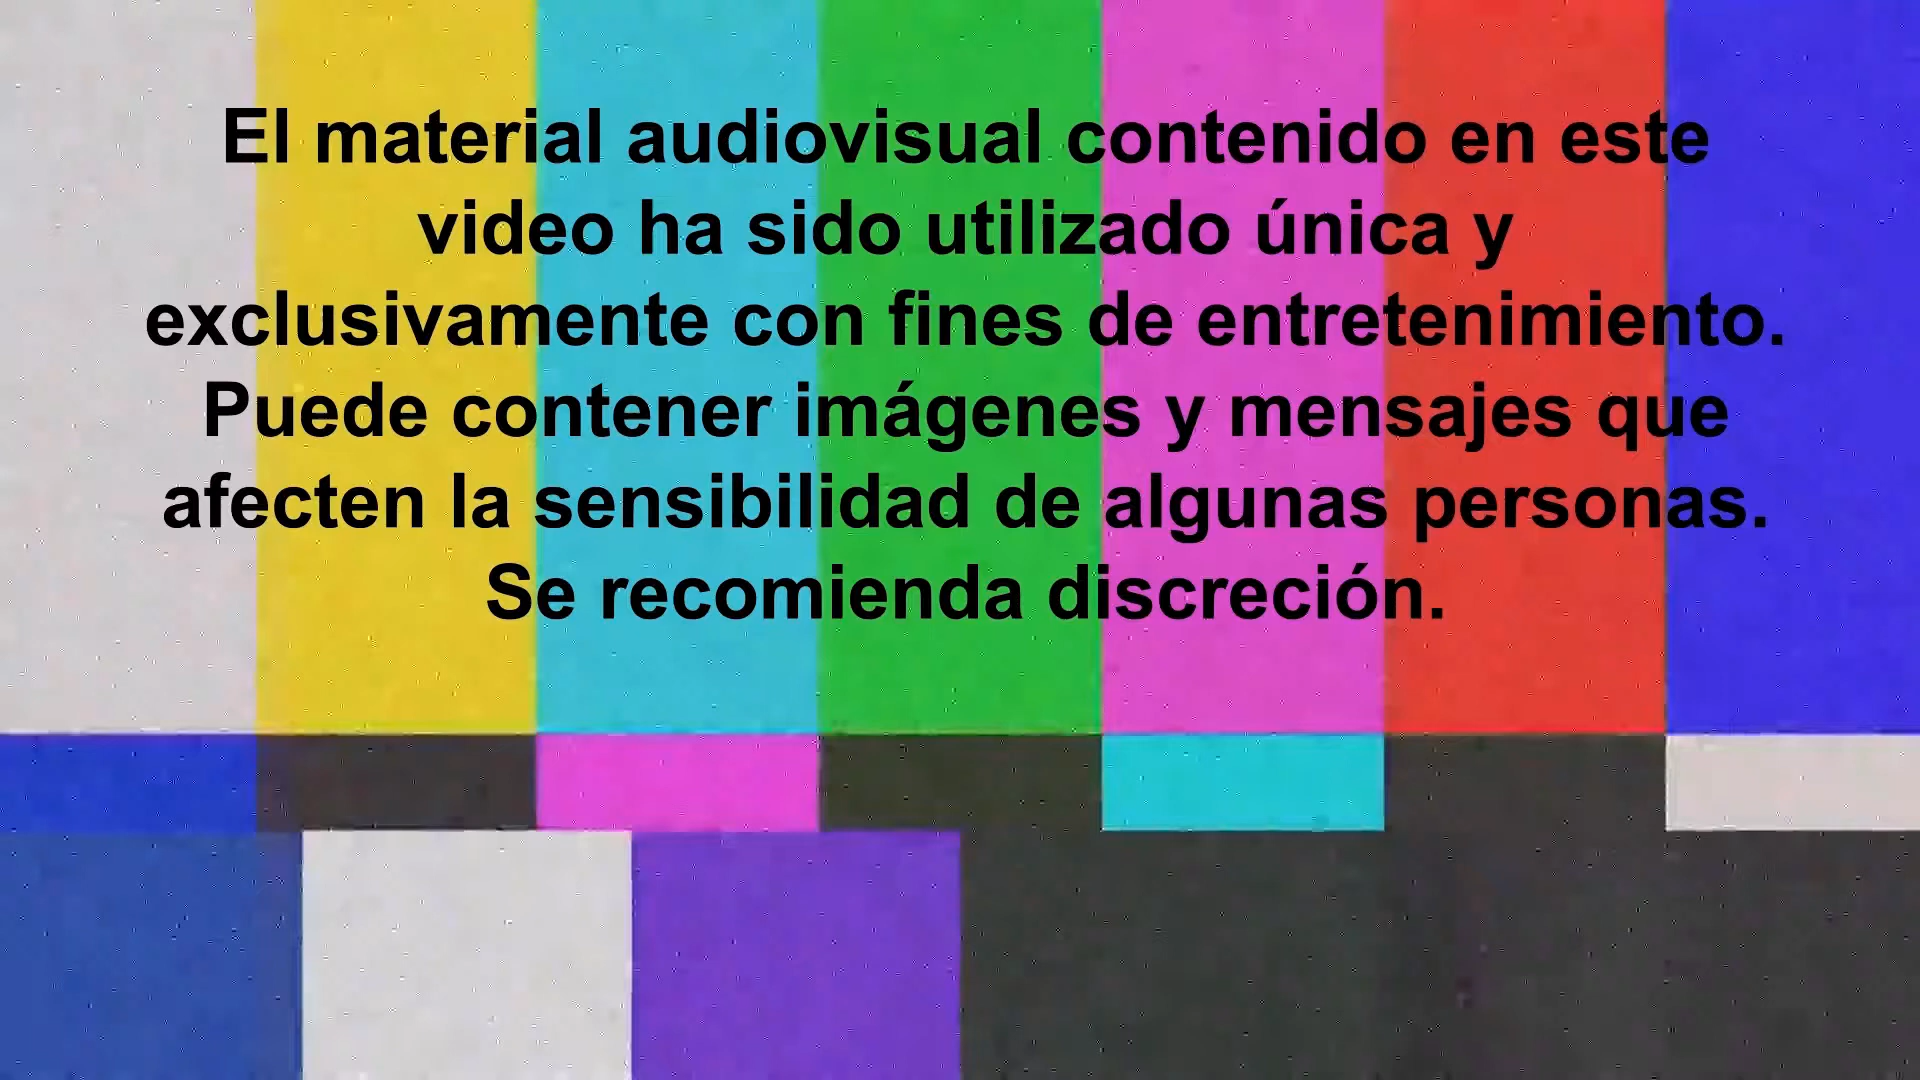 El material audiovisual contenido en este
video ha sido utilizado única y
exclusivamente con fines de entretenimiento.
Puede contener imágenes y mensajes que
afecten la sensibilidad de algunas personas.
Se recomienda discreción.